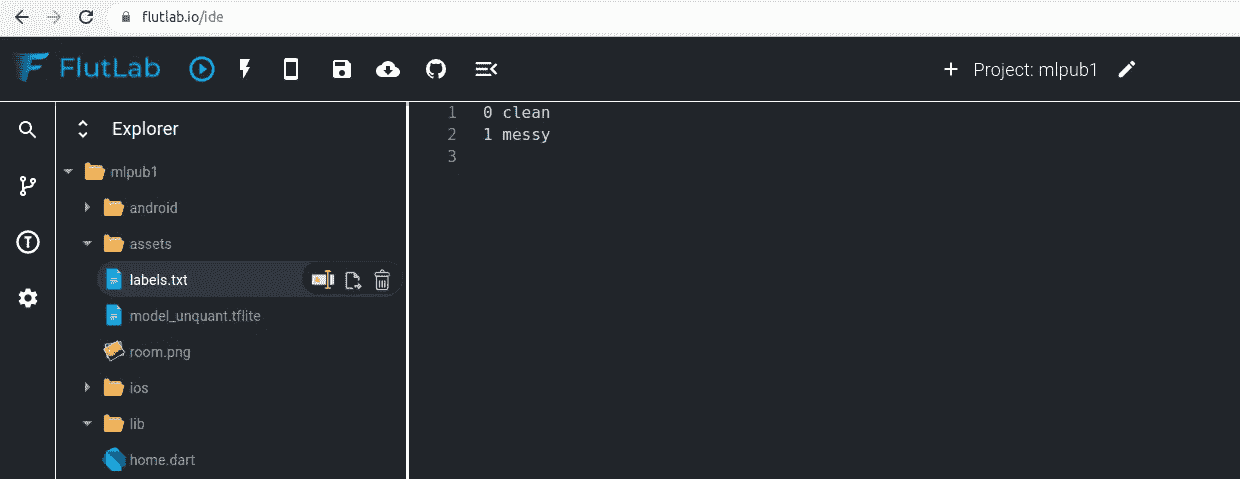 flutlab.io/ide
FlutLab
+ Project: mlpub1
T
Explorer
mlpub1
android
assets
labels.txt
model_unquant.tflite
room.png
ios
lib
home.dart
1 0 clean
2 1 messy
3